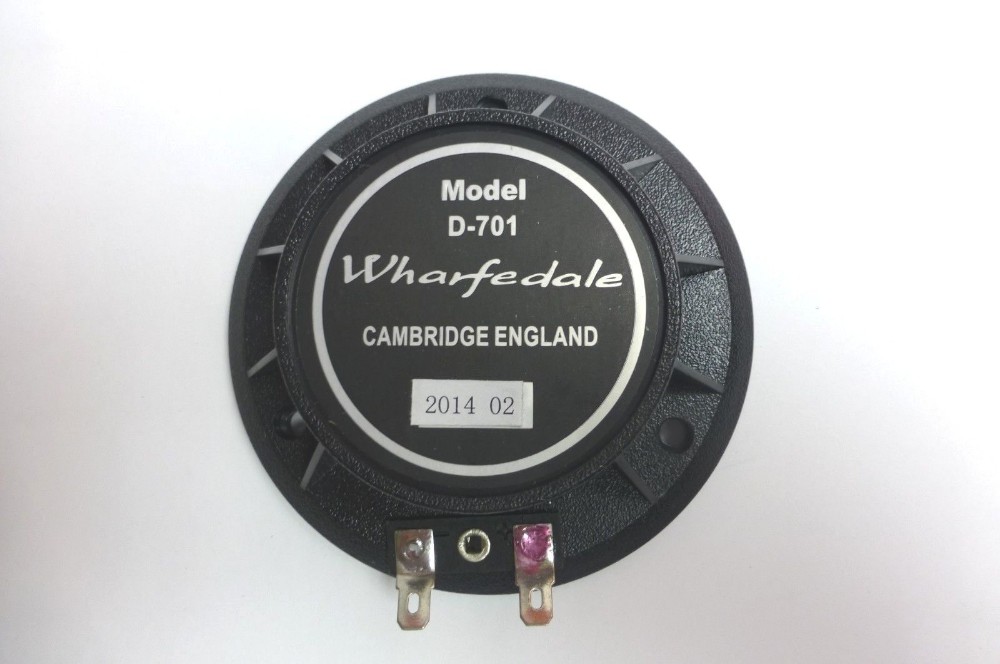 Model
D-701
Wharfedale
CAMBRIDGE ENGLAND
2014 02